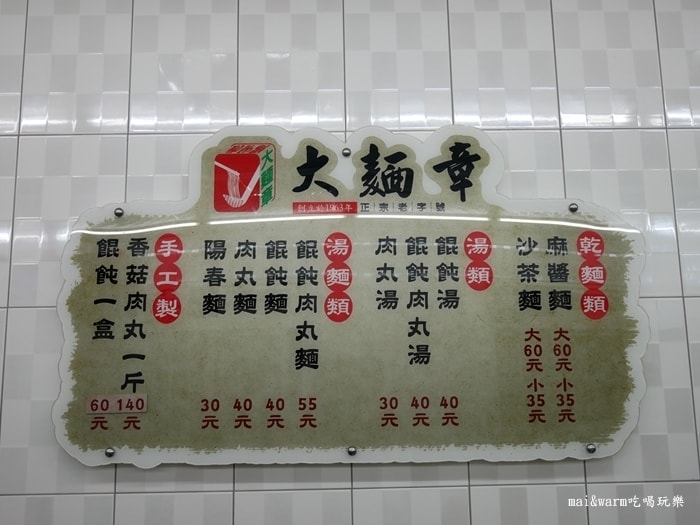 大麵章
大麵章
創立於1963年 正宗老字號
乾麵類
麻醬麵 大60元 小35元
沙茶麵 大60元 小35元
湯類
餛飩湯 40元
餛飩肉丸湯 40元
肉丸湯 30元
湯麵類
餛飩肉丸麵 55元
餛飩麵 40元
肉丸麵 40元
陽春麵 30元
手工製
香菇肉丸一斤 140元
餛飩一盒 60元
mai&warm吃喝玩樂